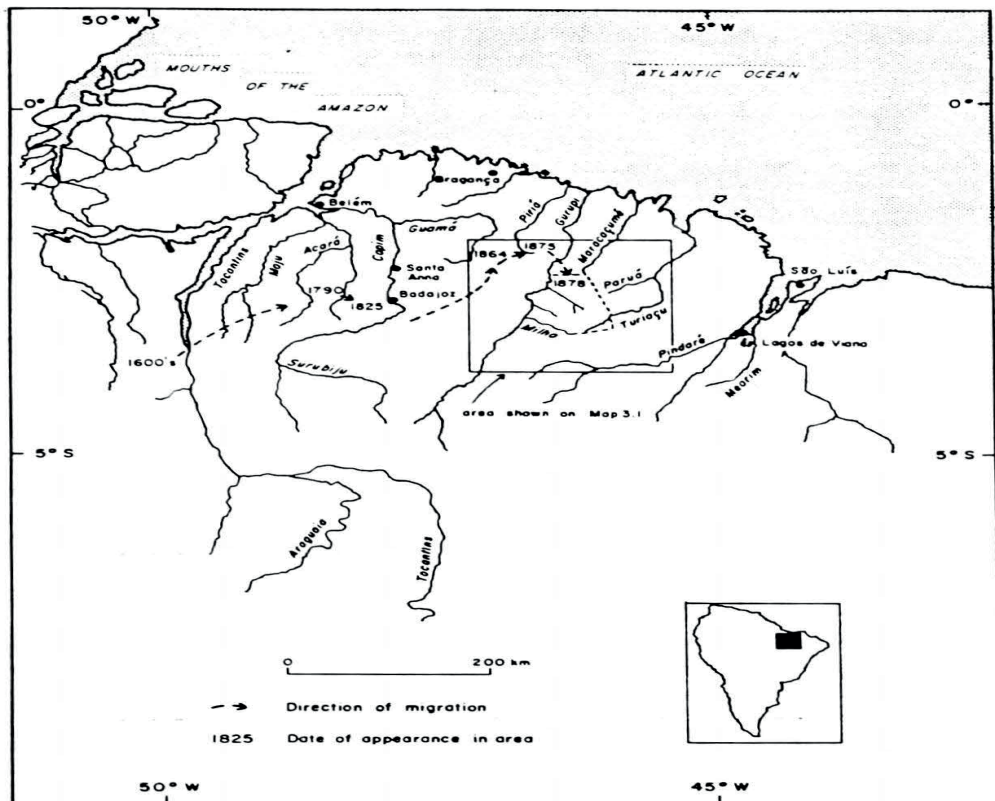 50° W
45° W
MOUTHS
OF THE
AMAZON
ATLANTIC OCEAN
0°
0°
Bragança
Belém
Guamá
Piriá
Gurupi
Maracaçumé
Tocantins
Moju
Acará
Capim
Santa
Anna
Badajoz
1864
1875
1878
Paruá
Turiaçu
São Luís
1790
1825
Milho
Pindaré
Lagos de Viana
Mearim
1600's
Surubiju
area shown on Map 3.1
5° S
5° S
Araguaia
Tocantins
0
200 km
Direction of migration
1825
Date of appearance in area
50° W
45° W